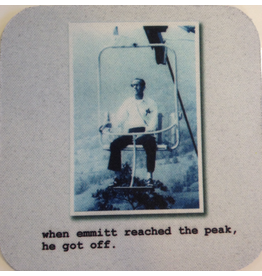 when emmitt reached the peak,
he got off.